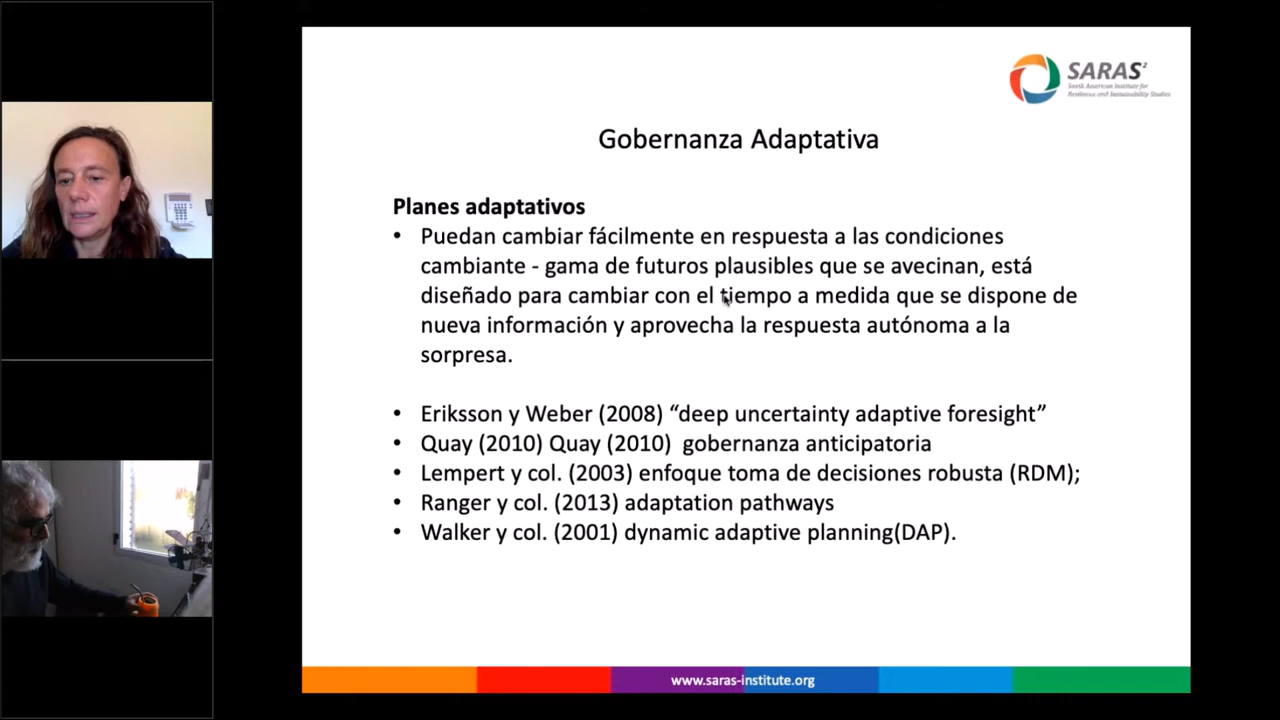 SARAS²
South American Institute for
Resilience and Sustainability Studies
Gobernanza Adaptativa
Planes adaptativos
• Puedan cambiar fácilmente en respuesta a las condiciones
cambiante - gama de futuros plausibles que se avecinan, está
diseñado para cambiar con el tiempo a medida que se dispone de
nueva información y aprovecha la respuesta autónoma a la
sorpresa.
• Eriksson y Weber (2008) “deep uncertainty adaptive foresight”
• Quay (2010) Quay (2010)  gobernanza anticipatoria
• Lempert y col. (2003) enfoque toma de decisiones robusta (RDM);
• Ranger y col. (2013) adaptation pathways
• Walker y col. (2001) dynamic adaptive planning(DAP).
www.saras-institute.org